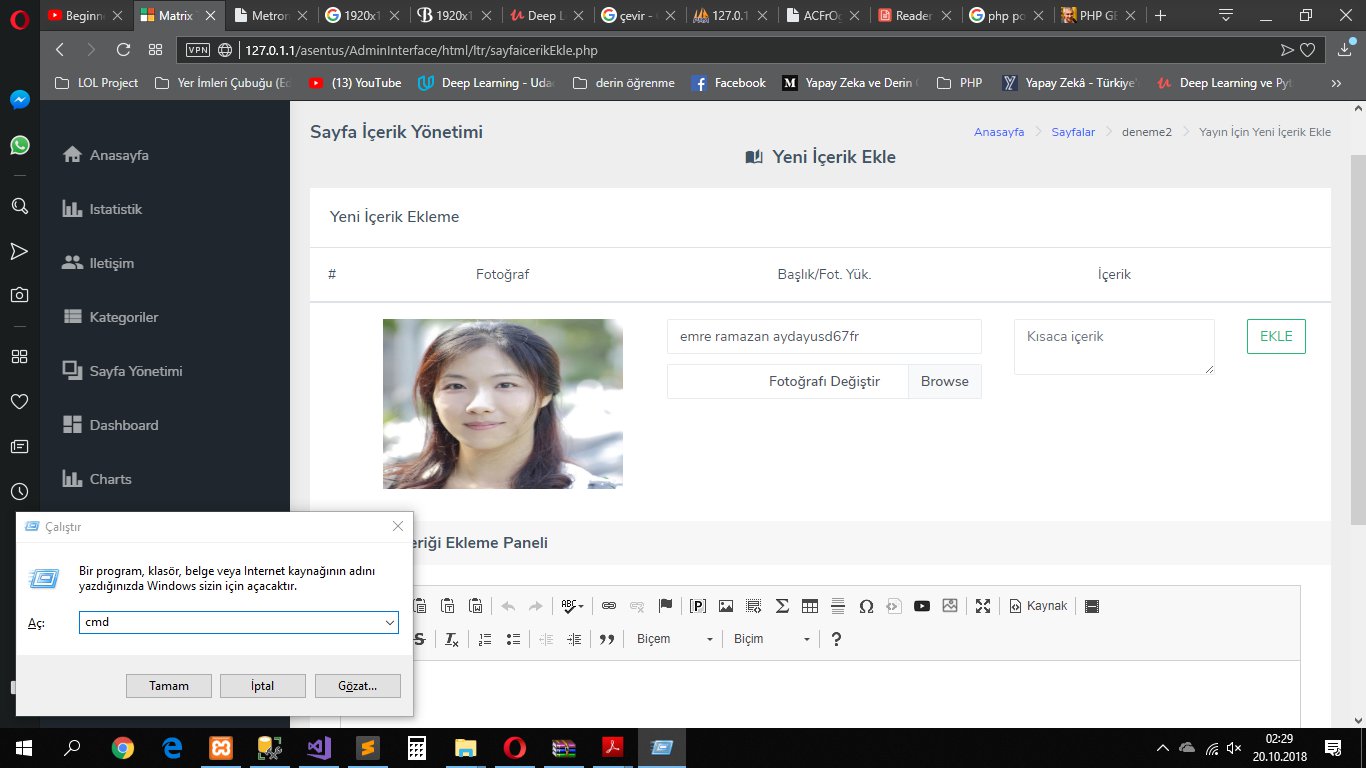 Beginne
Matrix
Metron
1920x1
1920x1
Deep L
çevir - G
127.0.1
ACFrOg
Reader
php po
PHP GE
VPN
127.0.1.1/asentus/AdminInterface/html/ltr/sayfaicerikEkle.php
LOL Project
Yer İmleri Çubuğu (Ed
(13) YouTube
Deep Learning - Uda
derin öğrenme
Facebook
Yapay Zeka ve Derin
PHP
Yapay Zekâ - Türkiye'
Deep Learning ve Pyt
Sayfa İçerik Yönetimi
Anasayfa > Sayfalar > deneme2 > Yayın İçin Yeni İçerik Ekle
Yeni İçerik Ekle
Anasayfa
Istatistik
Iletişim
Kategoriler
Sayfa Yönetimi
Dashboard
Charts
Yeni İçerik Ekleme
# Fotoğraf Başlık/Fot. Yük. İçerik
emre ramazan aydayusd67fr
Kısaca içerik
EKLE
Fotoğrafı Değiştir Browse
eriği Ekleme Paneli
Kaynak
Biçem
Biçim
?
Çalıştır
Bir program, klasör, belge veya Internet kaynağının adını
yazdığınızda Windows sizin için açacaktır.
Aç: cmd
Tamam İptal Gözat...
02:29
20.10.2018